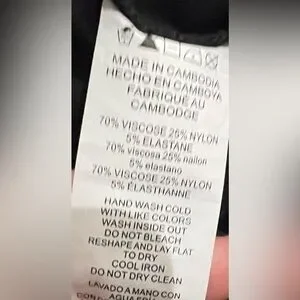 MADE IN CAMBODIA
HECHO EN CAMBOYA
FABRIQUÉ AU
CAMBODGE
70% VISCOSE 25% NYLON
5% ELASTANE
70% viscosa 25% nailon
5% elastano
70% VISCOSE 25% NYLON
5% ÉLASTHANNE
HAND WASH COLD
WITH LIKE COLORS
WASH INSIDE OUT
DO NOT BLEACH
RESHAPE AND LAY FLAT
TO DRY
COOL IRON
DO NOT DRY CLEAN
LAVADO A MANO CON